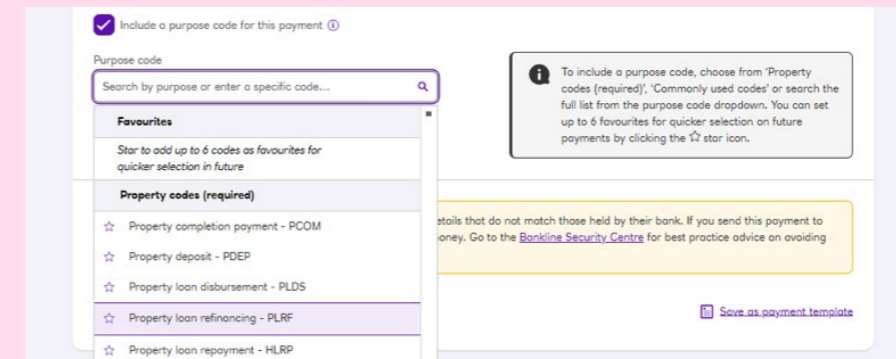 Include a purpose code for this payment
Purpose code
Search by purpose or enter a specific code...
Favourites
Star to add up to 6 codes as favourites for
quicker selection in future
Property codes (required)
Property completion payment - PCOM
Property deposit - PDEP
Property loan disbursement - PLDS
Property loan refinancing - PLRF
Property loan repayment - HLRP
To include a purpose code, choose from 'Property
codes (required)', 'Commonly used codes' or search the
full list from the purpose code dropdown. You can set
up to 6 favourites for quicker selection on future
payments by clicking the ☆ star icon.
etails that do not match those held by their bank. If you send this payment to
oney. Go to the Bankline Security Centre for best practice advice on avoiding
Save as payment template